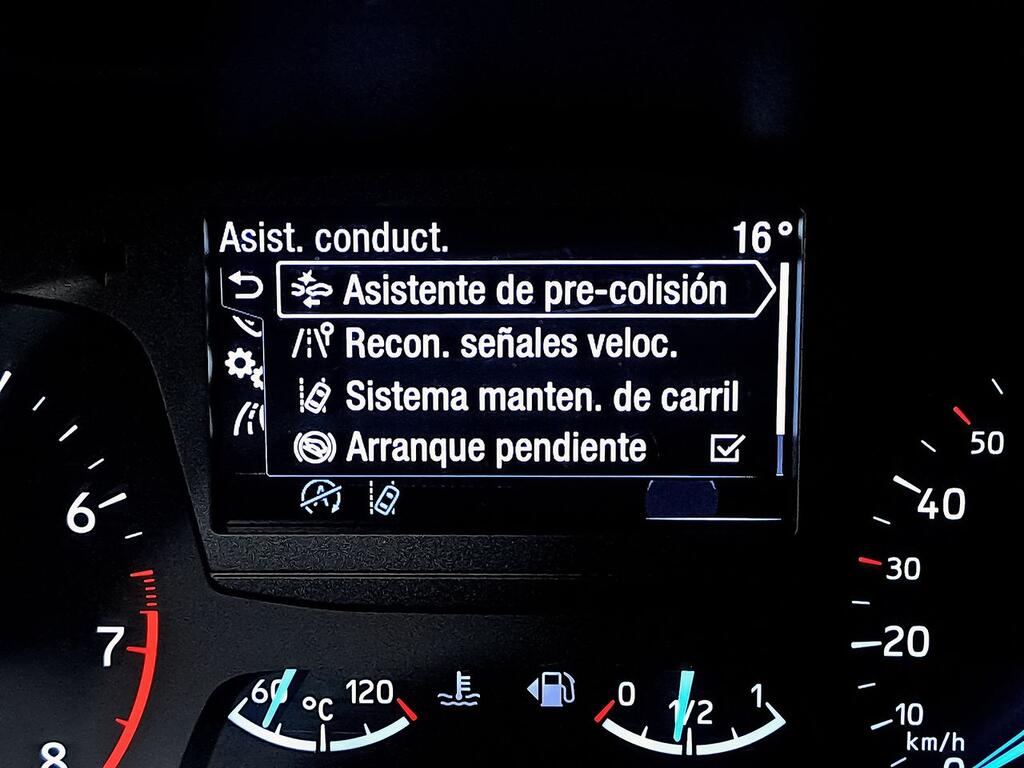 Asist. conduct. 16°
Asistente de pre-colisión
Recon. señales veloc.
Sistema manten. de carril
Arranque pendiente
A
6
7
8
60 120
°C
0 1/2 1
50
40
30
20
10
km/h
0